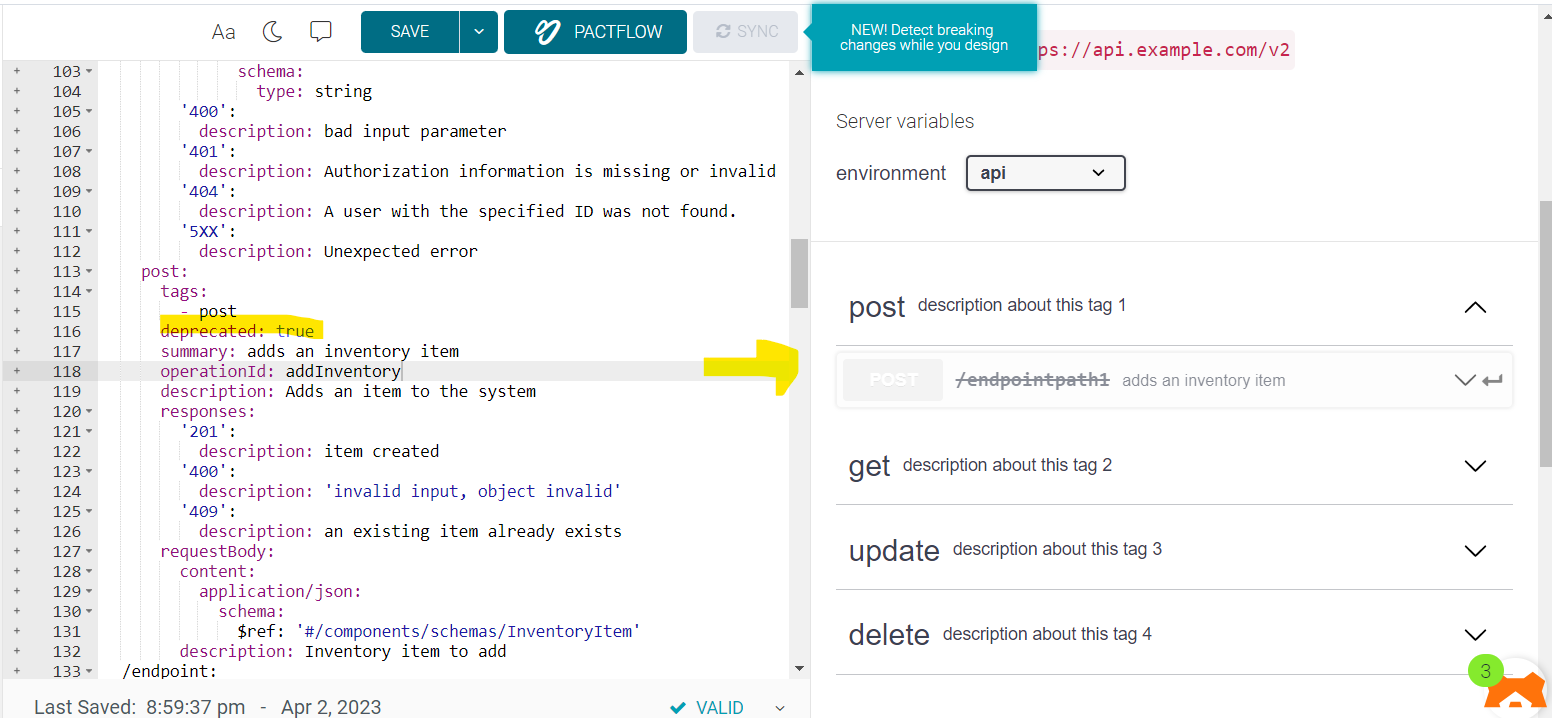 Aa SAVE PACTFLOW SYNC
NEW! Detect breaking
changes while you design
103 schema:
104 type: string
105 '400':
106 description: bad input parameter
107 '401':
108 description: Authorization information is missing or invalid
109 '404':
110 description: A user with the specified ID was not found.
111 '5XX':
112 description: Unexpected error
113 post:
114 tags:
115 - post
116 deprecated: true
117 summary: adds an inventory item
118 operationId: addInventory
119 description: Adds an item to the system
120 responses:
121 '201':
122 description: item created
123 '400':
124 description: 'invalid input, object invalid'
125 '409':
126 description: an existing item already exists
127 requestBody:
128 content:
129 application/json:
130 schema:
131 $ref: '#/components/schemas/InventoryItem'
132 description: Inventory item to add
133 /endpoint:
Last Saved: 8:59:37 pm - Apr 2, 2023 VALID
ps://api.example.com/v2
Server variables
environment api
post description about this tag 1
POST /endpointpath1 adds an inventory item
get description about this tag 2
update description about this tag 3
delete description about this tag 4
3